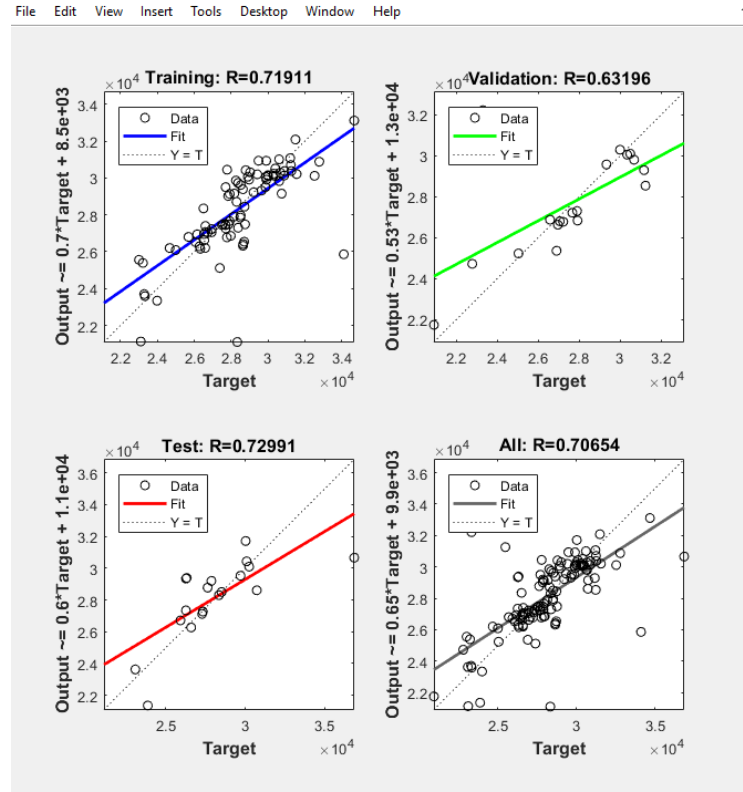 File Edit View Insert Tools Desktop Window Help
Training: R=0.71911
×10⁴
Output ~= 0.7*Target + 8.5e+03
3.4
3.2
3
2.8
2.6
2.4
2.2
Data
Fit
Y = T
2.2 2.4 2.6 2.8 3 3.2 3.4
Target
×10⁴
Validation: R=0.63196
×10⁴
Output ~= 0.53*Target + 1.3e+04
3.2
3
2.8
2.6
2.4
2.2
Data
Fit
Y = T
2.2 2.4 2.6 2.8 3 3.2
Target
×10⁴
Test: R=0.72991
×10⁴
Output ~= 0.6*Target + 1.1e+04
3.6
3.4
3.2
3
2.8
2.6
2.4
2.2
Data
Fit
Y = T
2.5 3 3.5
Target
×10⁴
All: R=0.70654
×10⁴
Output ~= 0.65*Target + 9.9e+03
3.6
3.4
3.2
3
2.8
2.6
2.4
2.2
Data
Fit
Y = T
2.5 3 3.5
Target
×10⁴